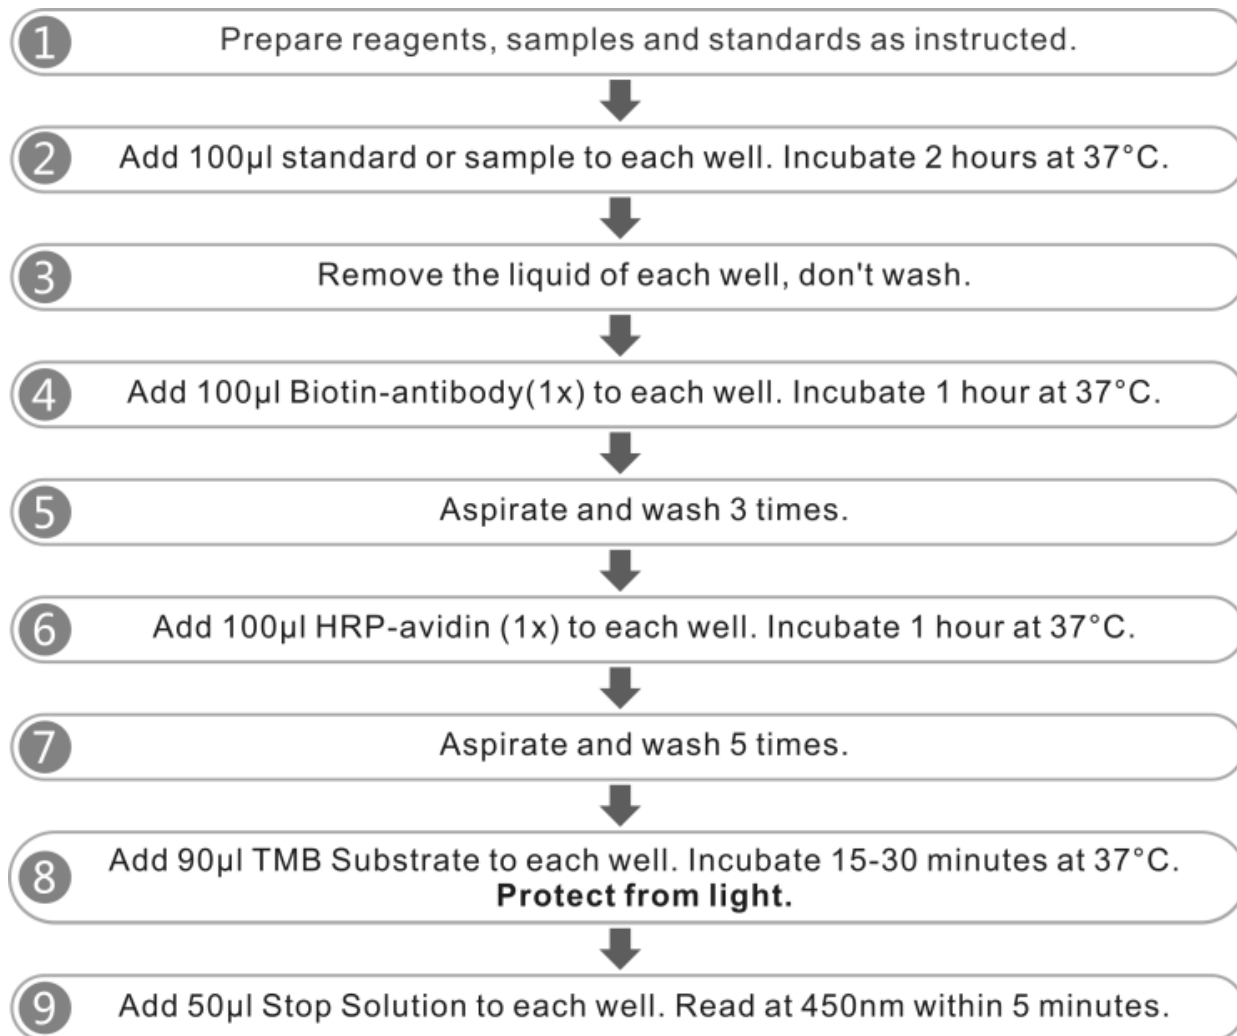 1 Prepare reagents, samples and standards as instructed.
2 Add 100µl standard or sample to each well. Incubate 2 hours at 37°C.
3 Remove the liquid of each well, don't wash.
4 Add 100µl Biotin-antibody(1x) to each well. Incubate 1 hour at 37°C.
5 Aspirate and wash 3 times.
6 Add 100µl HRP-avidin (1x) to each well. Incubate 1 hour at 37°C.
7 Aspirate and wash 5 times.
8 Add 90µl TMB Substrate to each well. Incubate 15-30 minutes at 37°C.
Protect from light.
9 Add 50µl Stop Solution to each well. Read at 450nm within 5 minutes.